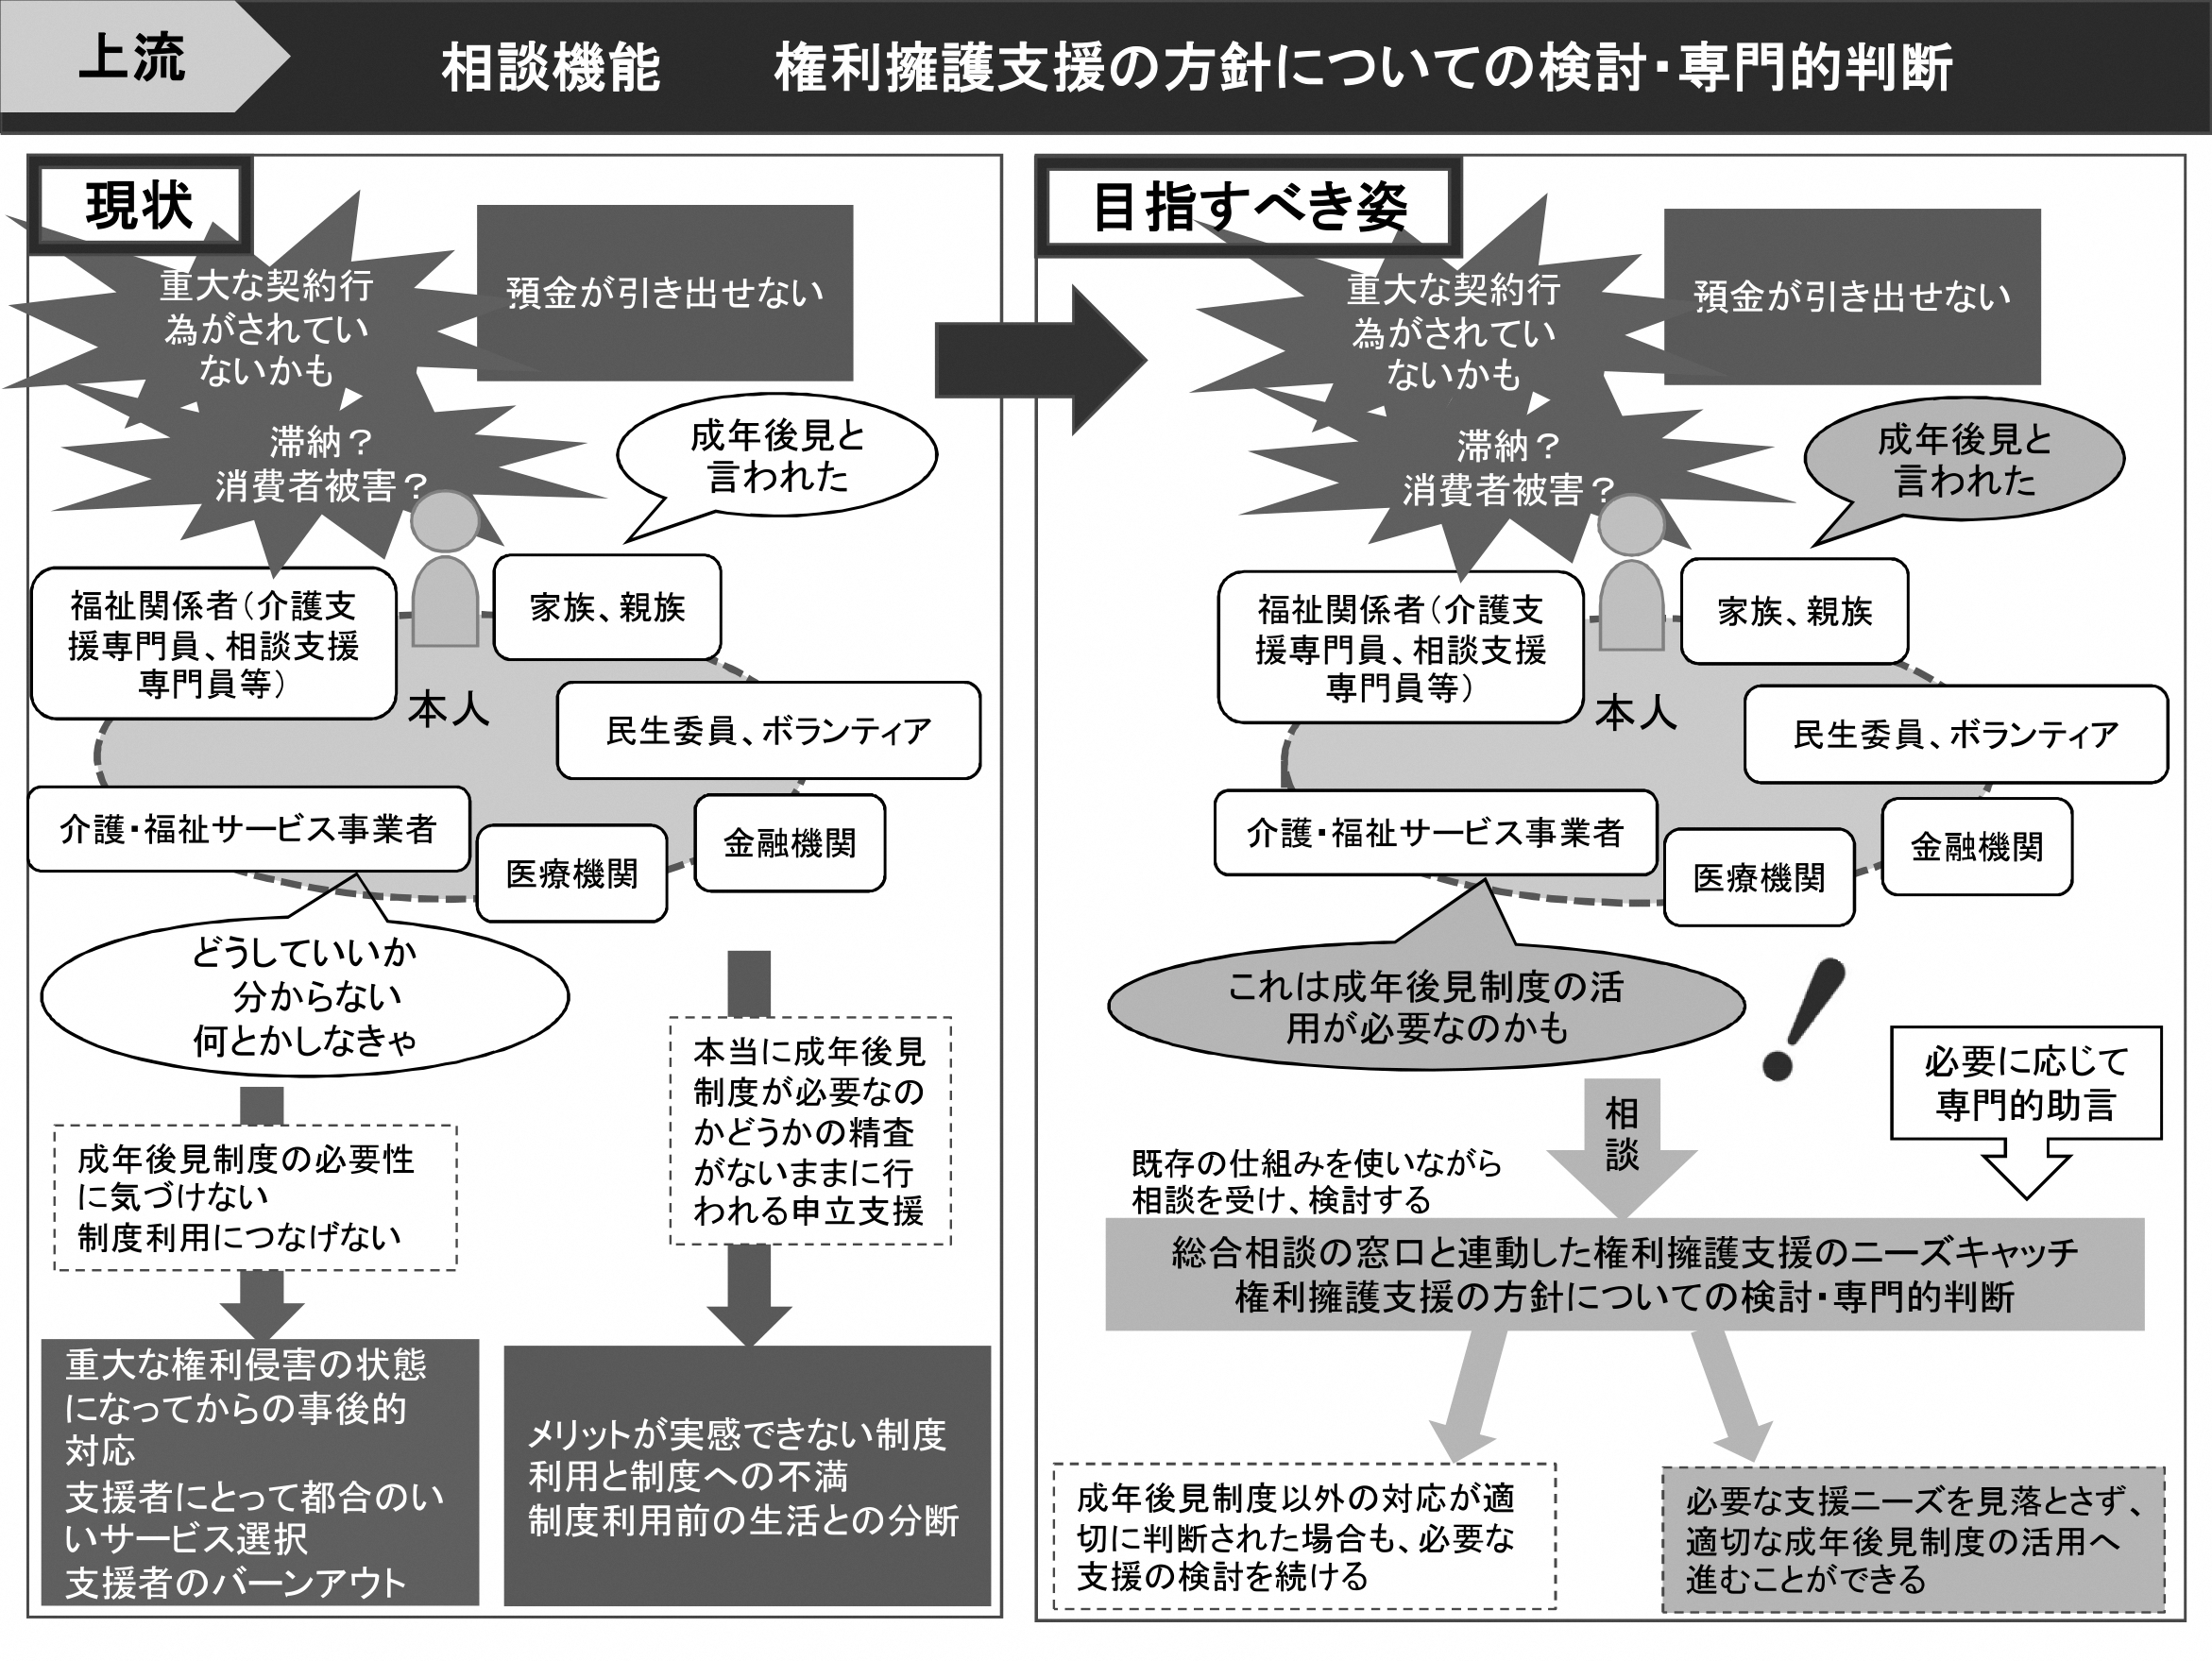 上流
相談機能　権利擁護支援の方針についての検討・専門的判断
現状
重大な契約行
為がされてい
ないかも
預金が引き出せない
滞納？
消費者被害？
成年後見と
言われた
福祉関係者（介護支
援専門員、相談支援
専門員等）
家族、親族
本人
民生委員、ボランティア
介護・福祉サービス事業者
医療機関
金融機関
どうしていいか
分からない
何とかしなきゃ
成年後見制度の必要性
に気づけない
制度利用につなげない
本当に成年後見
制度が必要なの
かどうかの精査
がないままに行
われる申立支援
重大な権利侵害の状態
になってからの事後的
対応
支援者にとって都合のい
いサービス選択
支援者のバーンアウト
メリットが実感できない制度
利用と制度への不満
制度利用前の生活との分断
目指すべき姿
重大な契約行
為がされてい
ないかも
預金が引き出せない
滞納？
消費者被害？
成年後見と
言われた
福祉関係者（介護支
援専門員、相談支援
専門員等）
家族、親族
本人
民生委員、ボランティア
介護・福祉サービス事業者
医療機関
金融機関
これは成年後見制度の活
用が必要なのかも
相
談
必要に応じて
専門的助言
既存の仕組みを使いながら
相談を受け、検討する
総合相談の窓口と連動した権利擁護支援のニーズキャッチ
権利擁護支援の方針についての検討・専門的判断
成年後見制度以外の対応が適
切に判断された場合も、必要な
支援の検討を続ける
必要な支援ニーズを見落とさず、
適切な成年後見制度の活用へ
進むことができる